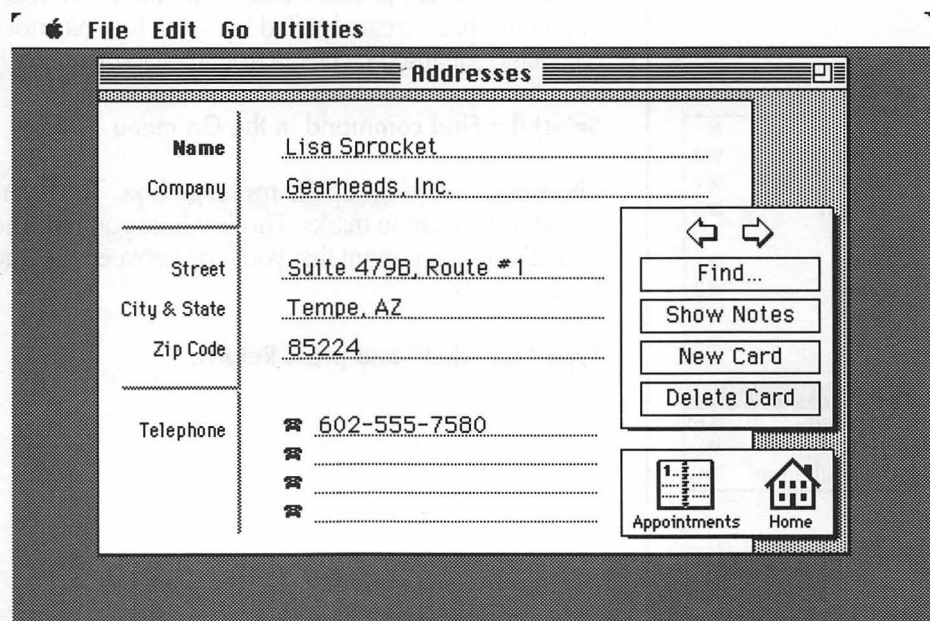 File Edit Go Utilities
Addresses
Name Lisa Sprocket
Company Gearheads, Inc.
Street Suite 479B, Route #1
City & State Tempe, AZ
Zip Code 85224
Telephone 602-555-7580
Find...
Show Notes
New Card
Delete Card
1..
Appointments Home